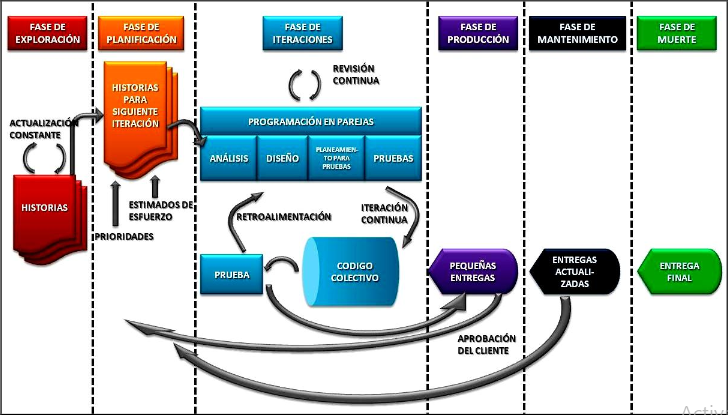 FASE DE
EXPLORACIÓN
FASE DE
PLANIFICACIÓN
FASE DE
ITERACIONES
FASE DE
PRODUCCIÓN
FASE DE
MANTENIMIENTO
FASE DE
MUERTE
REVISIÓN
CONTINUA
HISTORIAS
PARA
SIGUIENTE
ITERACIÓN
ACTUALIZACIÓN
CONSTANTE
PROGRAMACIÓN EN PAREJAS
ANÁLISIS
DISEÑO
PLANEAMIEN-
TO PARA
PRUEBAS
PRUEBAS
HISTORIAS
ESTIMADOS DE
ESFUERZO
PRIORIDADES
RETROALIMENTACIÓN
ITERACIÓN
CONTINUA
PRUEBA
CODIGO
COLECTIVO
PEQUEÑAS
ENTREGAS
ENTREGAS
ACTUALI-
ZADAS
ENTREGA
FINAL
APROBACIÓN
DEL CLIENTE
Activ